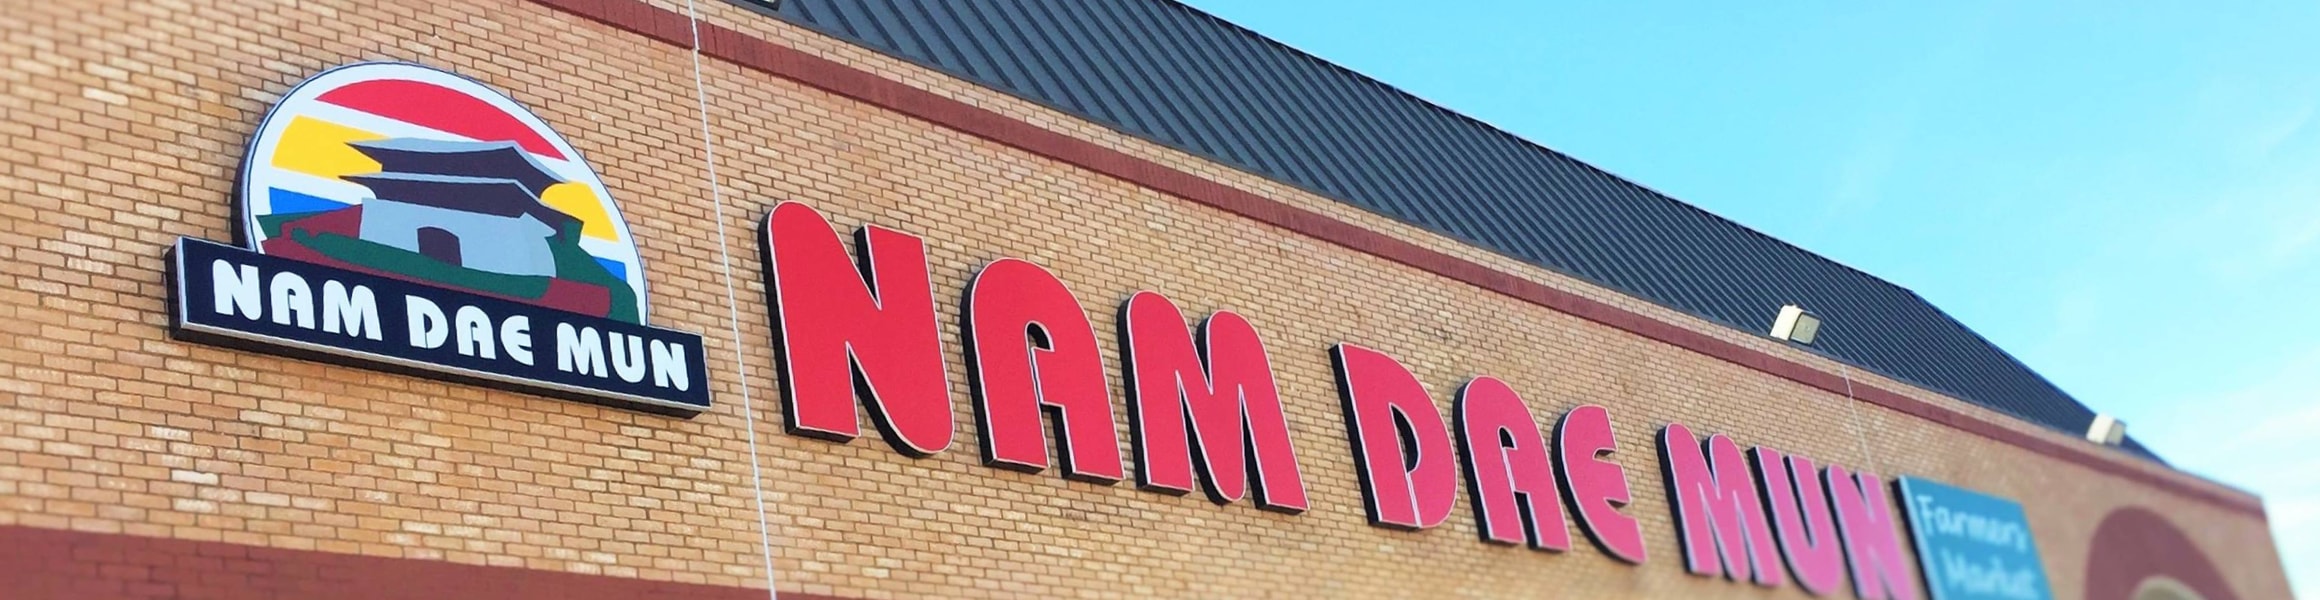 NAM DAE MUN
NAM DAE MUN
Farmers
Market